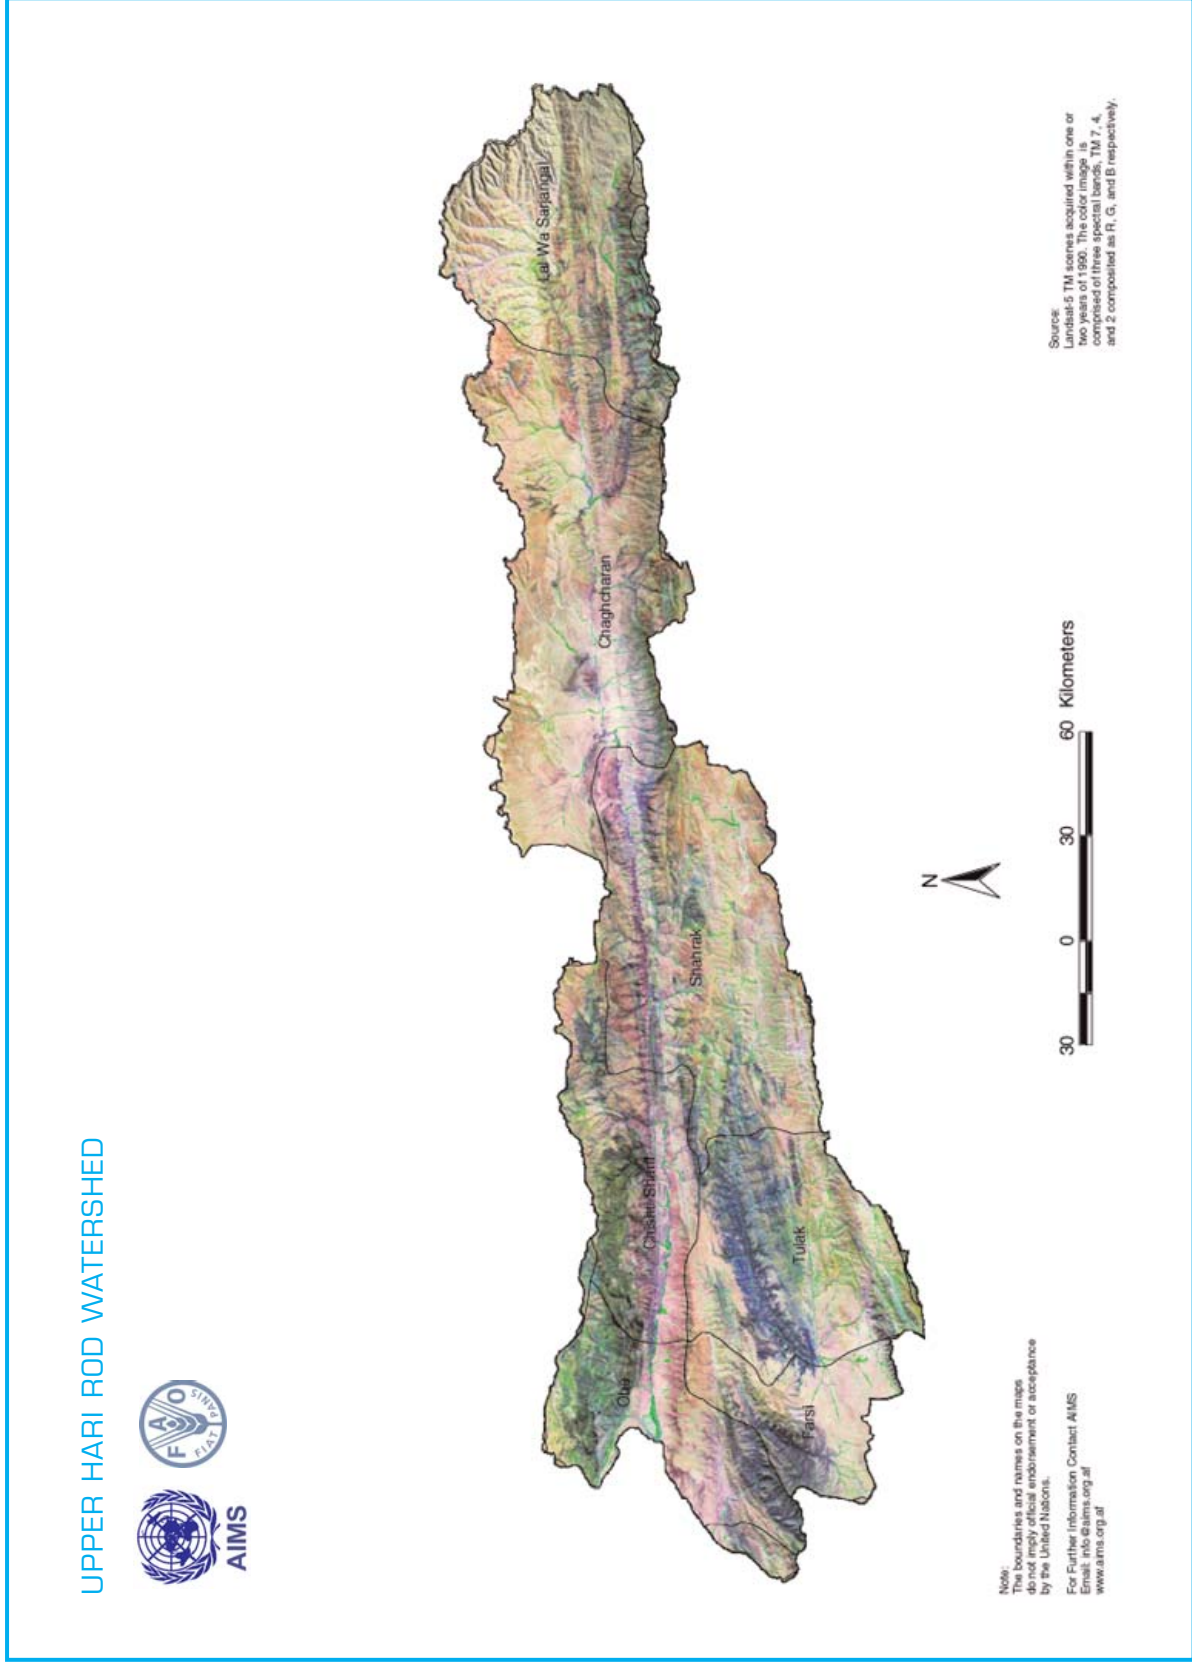 UPPER HARI ROD WATERSHED
AIMS
F A O
FIAT PANIS
Lal Wa Sarjangal
Chaghcharan
Shahrak
Chishti Sharif
Obe
Tulak
Farsi
N
30 0 30 60 Kilometers
Note:
The boundaries and names on the maps
do not imply official endorsement or acceptance
by the United Nations.
For Further Information Contact AIMS
Email: info@aims.org.af
www.aims.org.af
Source:
Landsat-5 TM scenes acquired within one or
two years of 1990. The color image is
comprised of three spectral bands, TM 7, 4,
and 2 composited as R, G, and B respectively.